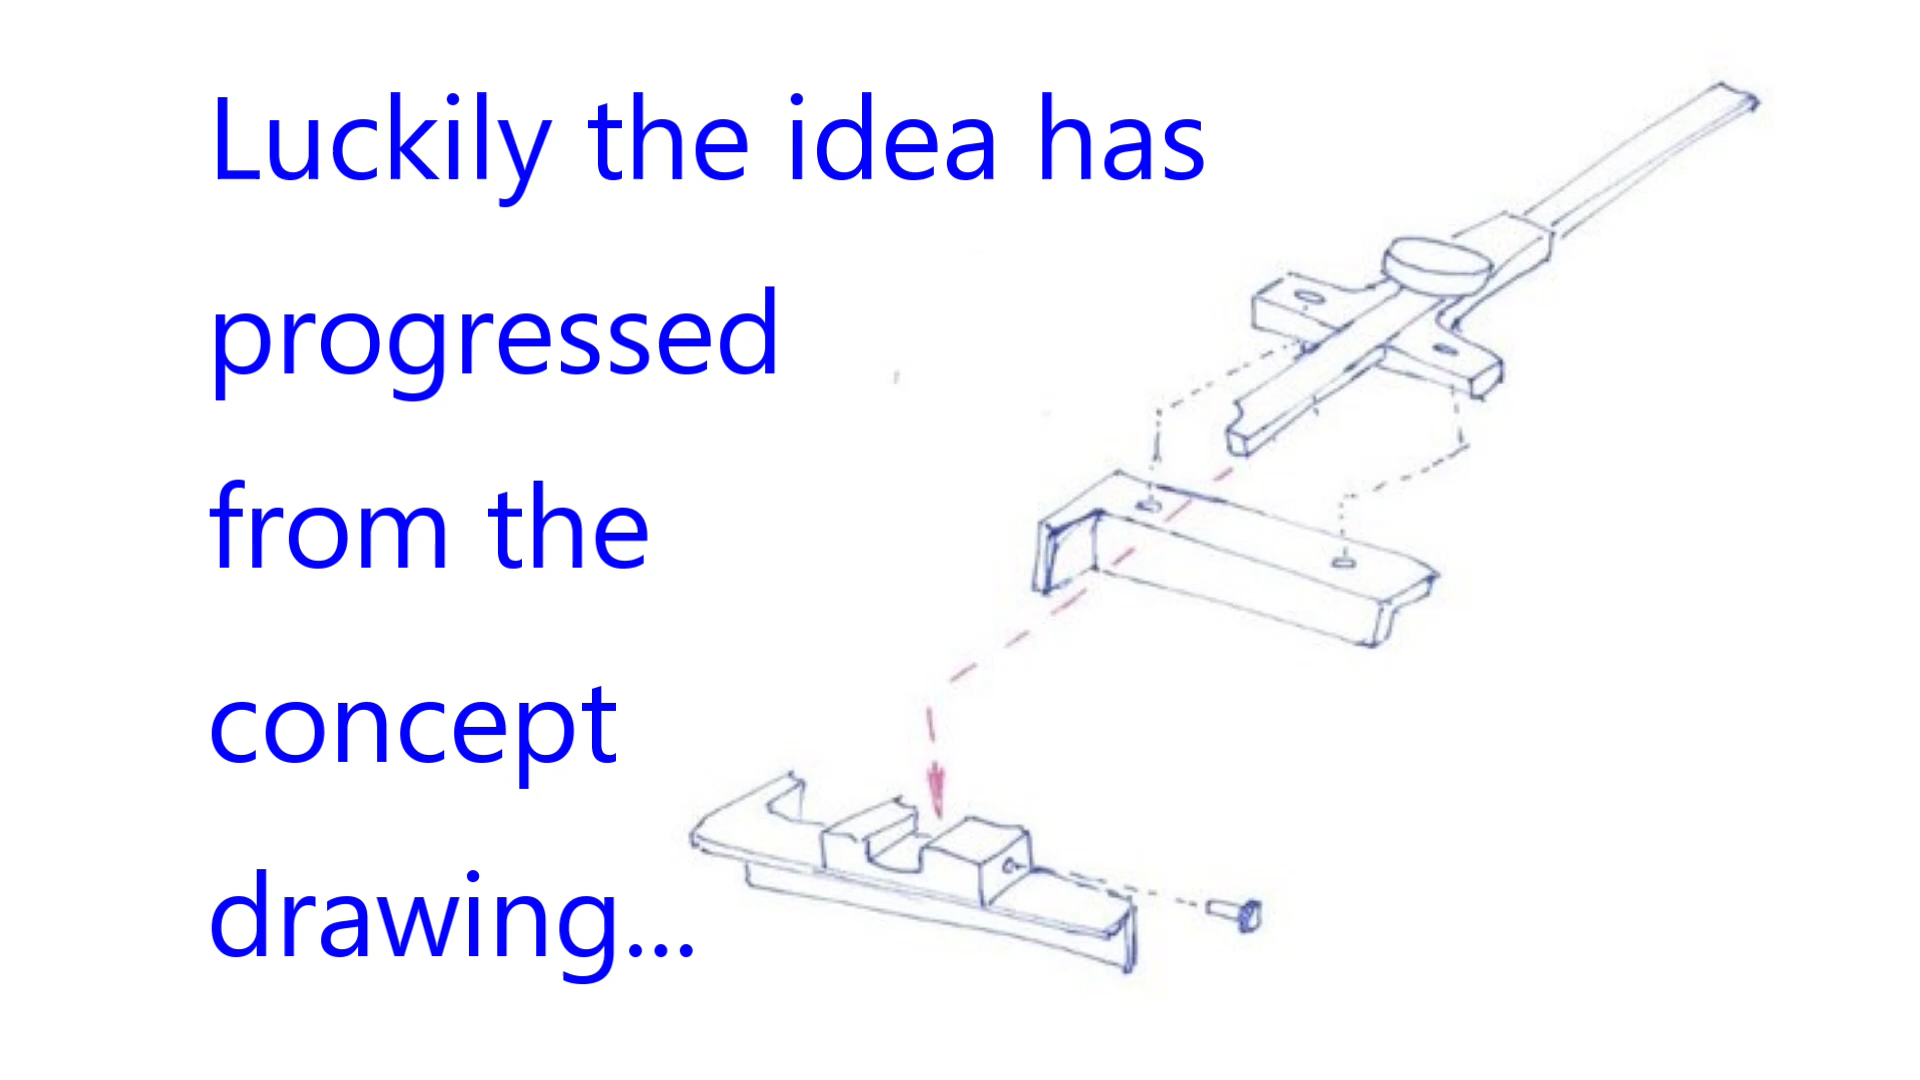 Luckily the idea has
progressed
from the
concept
drawing...